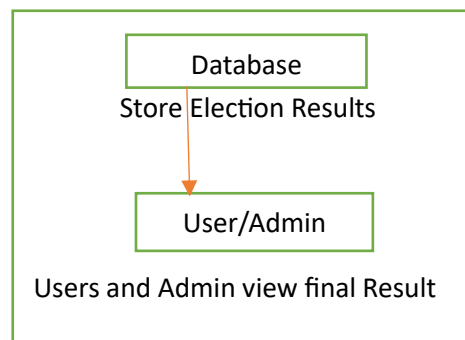 Database
Store Election Results
User/Admin
Users and Admin view final Result